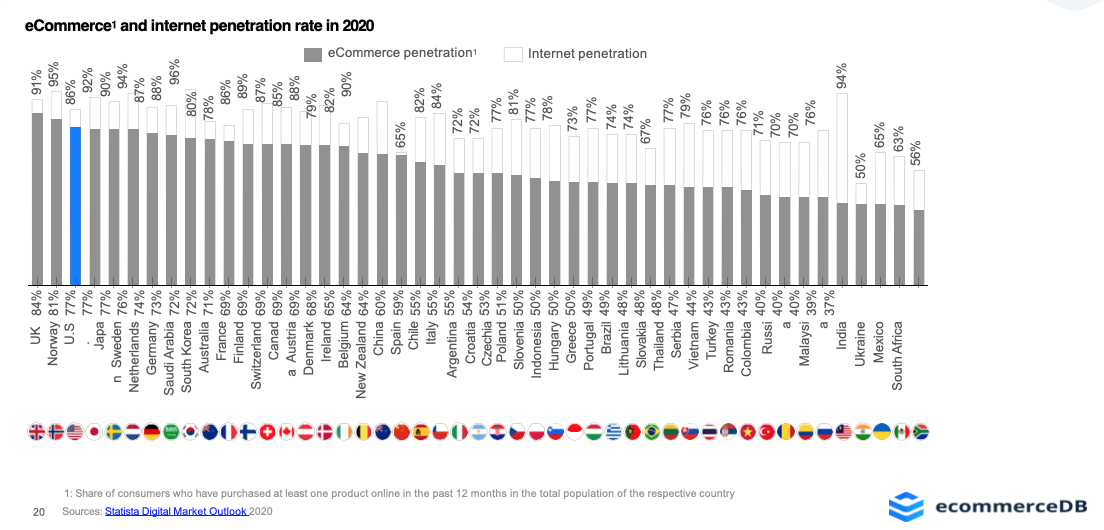 eCommerce¹ and internet penetration rate in 2020
eCommerce penetration¹ Internet penetration
91% 95% 86% 92% 90% 94% 87% 88% 96% 80% 78% 86% 89% 87% 85% 88% 79% 82% 90% 65% 82% 84% 72% 72% 77% 81% 77% 78% 73% 77% 74% 74% 67% 77% 79% 76% 76% 76% 71% 70% 70% 76% 94% 50% 65% 63% 56%
84% 81% 77% 77% 77% 76% 74% 73% 72% 72% 71% 69% 69% 69% 69% 69% 68% 65% 64% 64% 60% 59% 55% 55% 55% 54% 53% 51% 50% 50% 50% 50% 49% 49% 48% 48% 48% 47% 44% 43% 43% 43% 40% 40% 40% 39% 37%
UK
Norway
U.S
.
Japa
n Sweden
Netherlands
Germany
Saudi Arabia
South Korea
Australia
France
Finland
Switzerland
Canad
a Austria
Denmark
Ireland
Belgium
New Zealand
China
Spain
Chile
Italy
Argentina
Croatia
Czechia
Poland
Slovenia
Indonesia
Hungary
Greece
Portugal
Brazil
Lithuania
Slovakia
Thailand
Serbia
Vietnam
Turkey
Romania
Colombia
Russi
a
Malaysi
a
India
Ukraine
Mexico
South Africa
1: Share of consumers who have purchased at least one product online in the past 12 months in the total population of the respective country
20 Sources: Statista Digital Market Outlook 2020
ecommerceDB